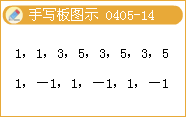 手写板图示 0405-14
1, 1, 3, 5, 3, 5, 3, 5
1, －1, 1, －1, 1, －1